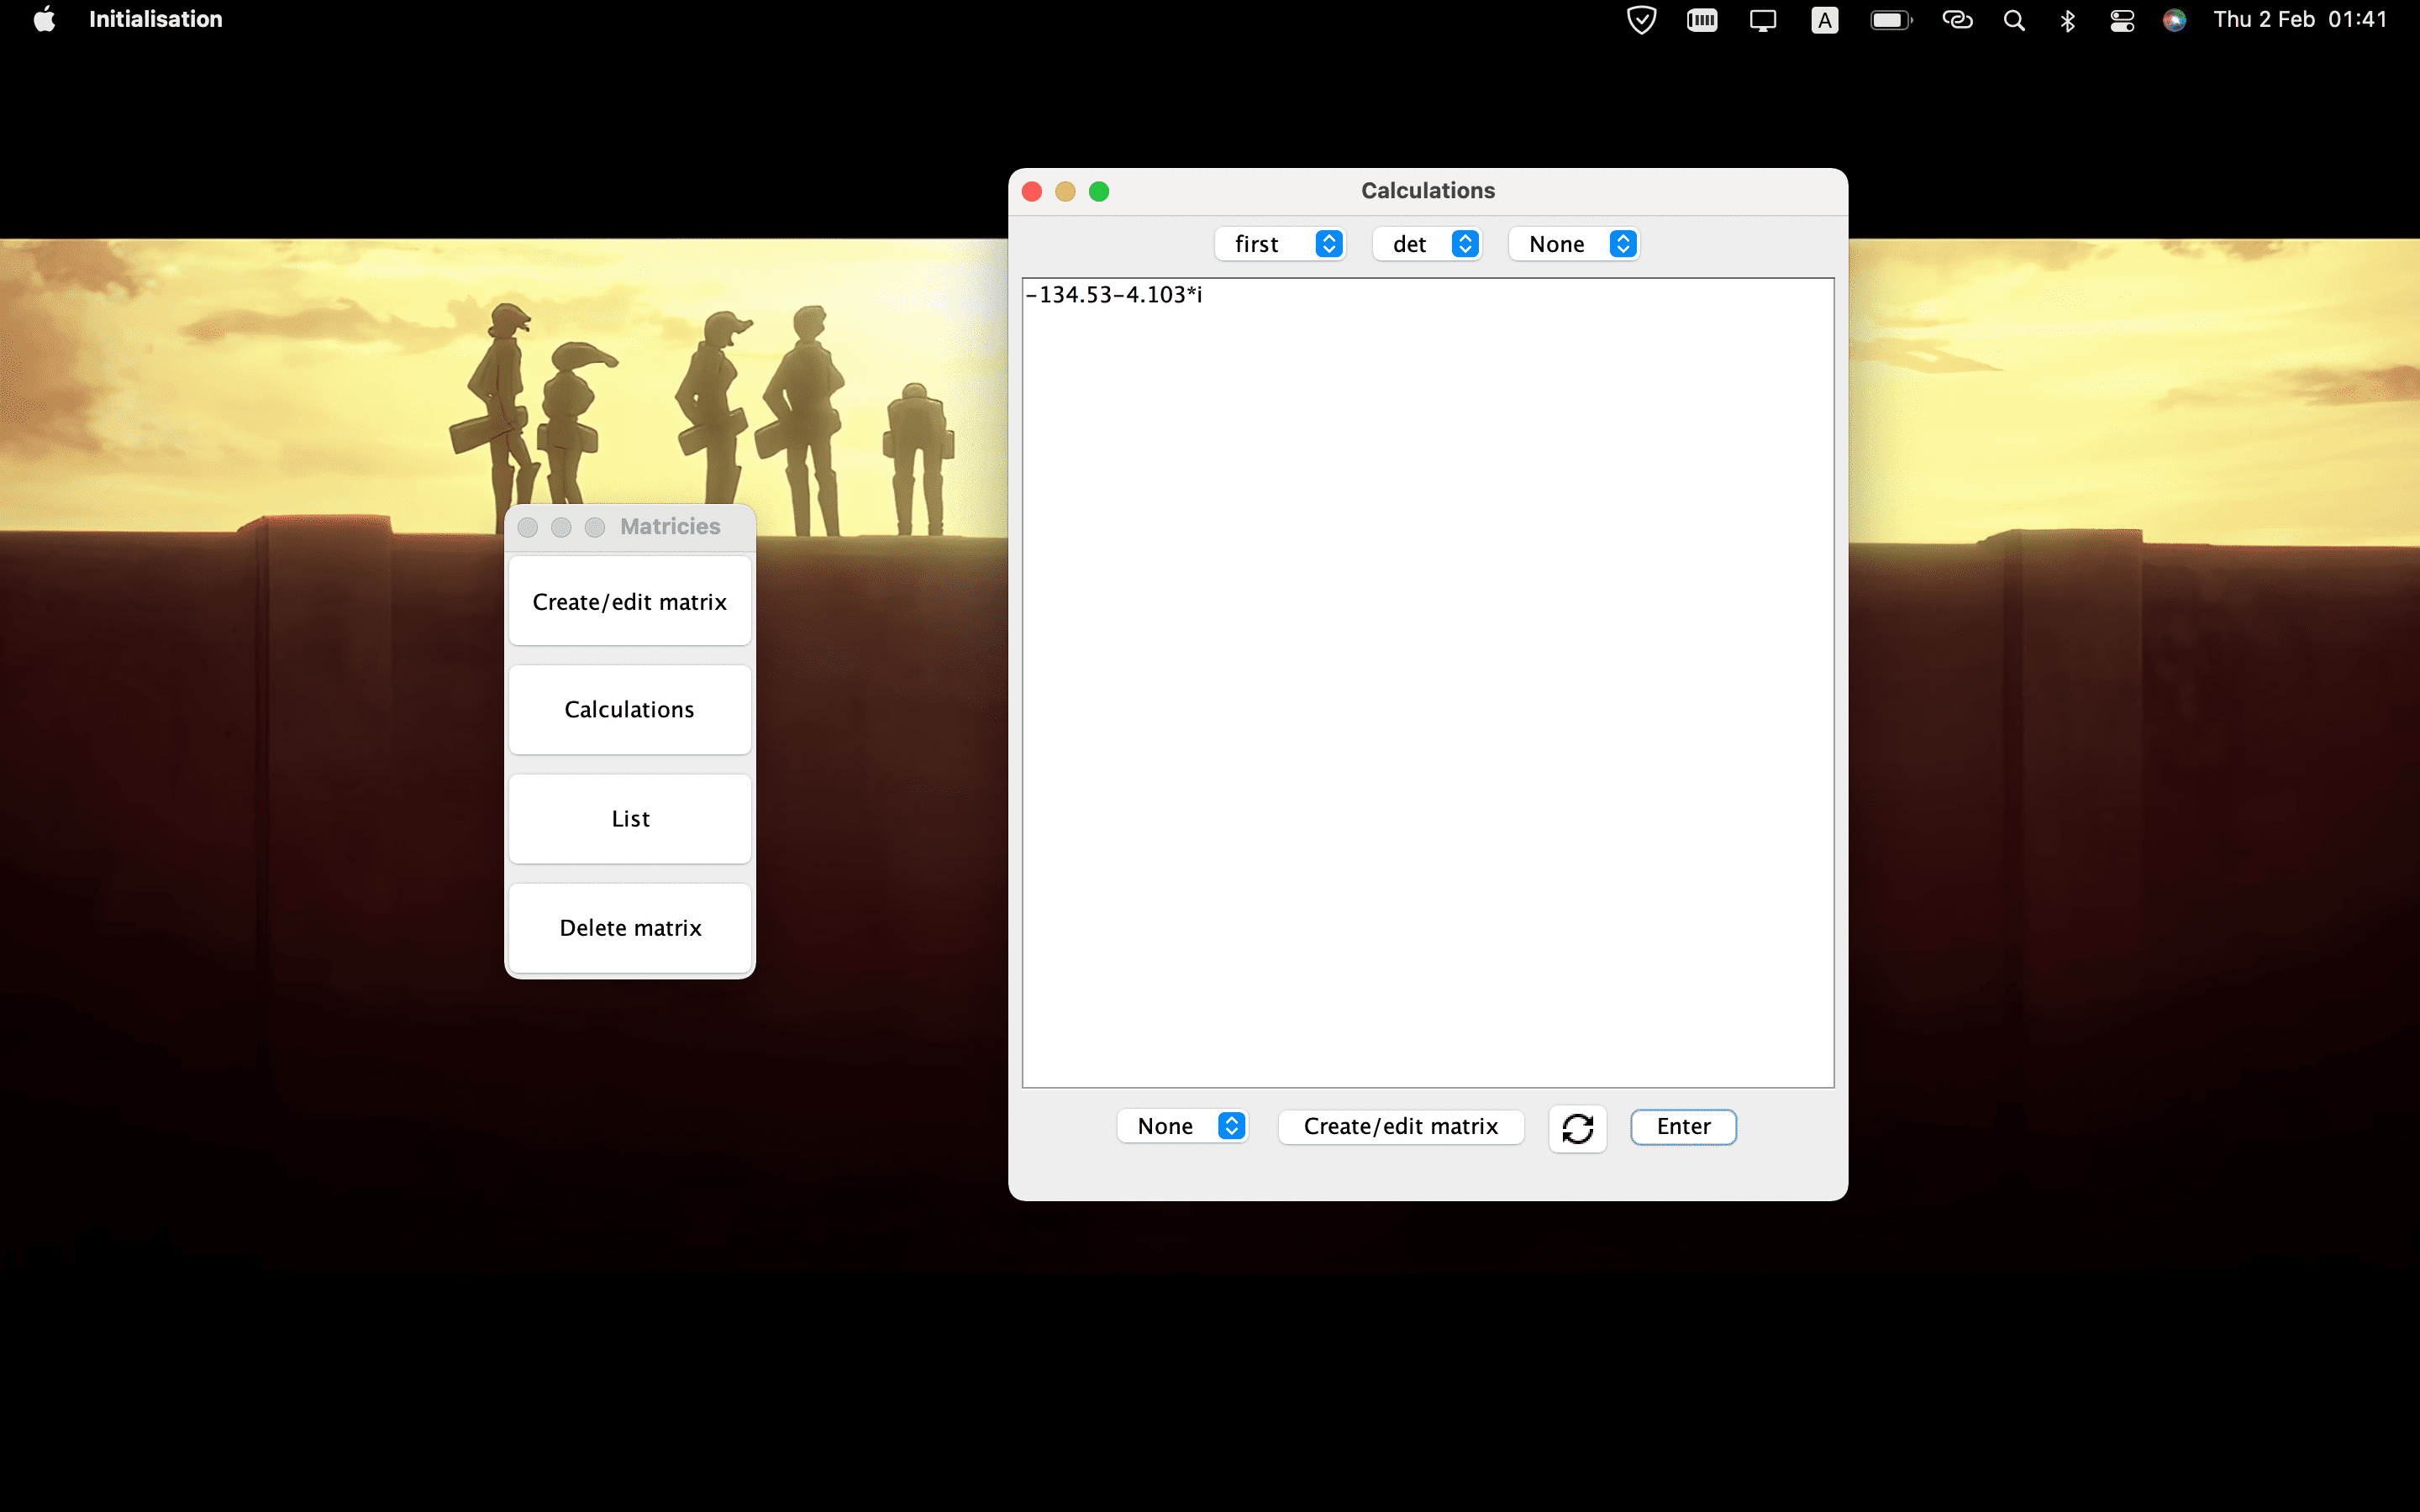 Initialisation
A
Thu 2 Feb 01:41
Calculations
first
det
None
-134.53-4.103*i
None
Create/edit matrix
Enter
Matricies
Create/edit matrix
Calculations
List
Delete matrix